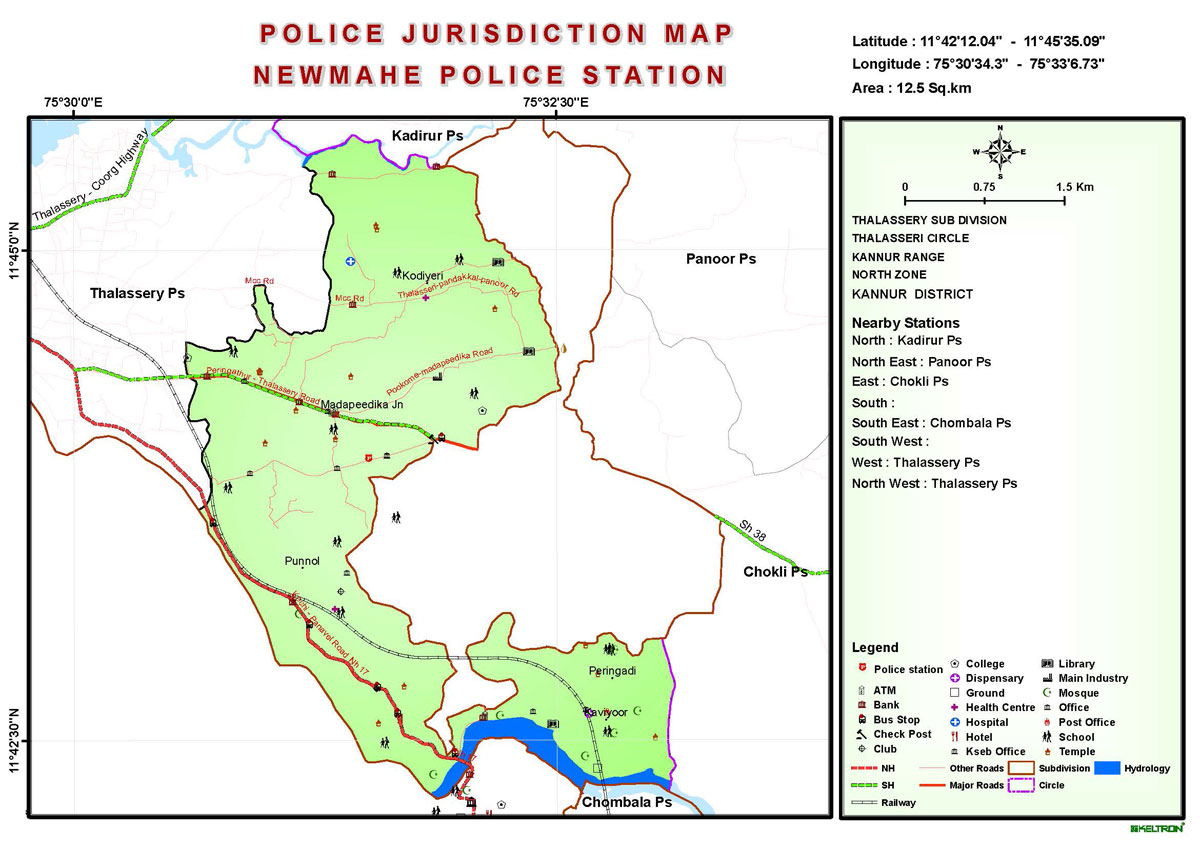 POLICE JURISDICTION MAP
NEWMAHE POLICE STATION
Latitude : 11°42'12.04" - 11°45'35.09"
Longitude : 75°30'34.3" - 75°33'6.73"
Area : 12.5 Sq.km
75°30'0"E
75°32'30"E
11°45'0"N
11°42'30"N
Kadirur Ps
Thalassery - Coorg Highway
Panoor Ps
Thalassery Ps
Kodiyeri
Mcc Rd
Mcc Rd
Thalasseri-pandakkal-panoor Rd
Pookome-madapeedika Road
Peringathur - Thalassery Road
Madapeedika Jn
Sh 38
Chokli Ps
Punnol
Panavel Road Nh 17
Peringadi
Kaviyoor
Chombala Ps
N
W
E
S
0
0.75
1.5 Km
THALASSERY SUB DIVISION
THALASSERI CIRCLE
KANNUR RANGE
NORTH ZONE
KANNUR DISTRICT
Nearby Stations
North : Kadirur Ps
North East : Panoor Ps
East : Chokli Ps
South :
South East : Chombala Ps
South West :
West : Thalassery Ps
North West : Thalassery Ps
Legend
Police station
ATM
Bank
Bus Stop
Check Post
Club
College
Dispensary
Ground
Health Centre
Hospital
Hotel
Kseb Office
Library
Main Industry
Mosque
Office
Post Office
School
Temple
NH
SH
Railway
Other Roads
Major Roads
Subdivision
Circle
Hydrology
KELTRON